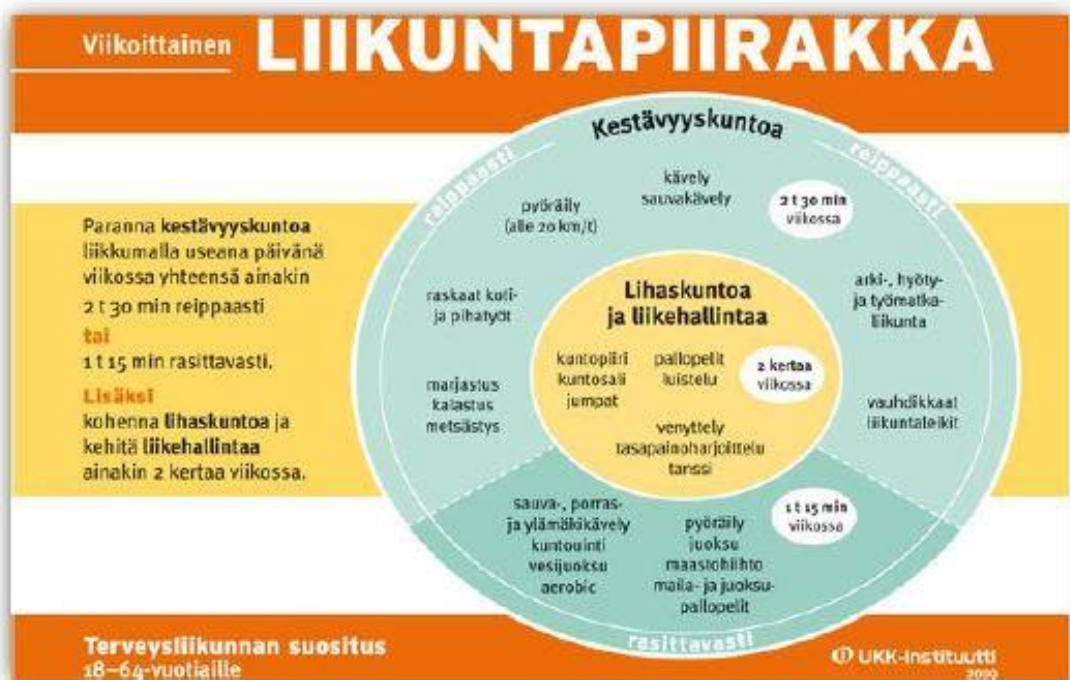 Viikoittainen LIIKUNTAPIIRAKKA
Paranna kestävyyskuntoa
liikkumalla useana päivänä
viikossa yhteensä ainakin
2 t 30 min reippaasti
tai
1 t 15 min rasittavasti.
Lisäksi
kohenna lihaskuntoa ja
kehitä liikehallintaa
ainakin 2 kertaa viikossa.
Kestävyyskuntoa
reippaasti
reippaasti
kävely
sauvakävely
2 t 30 min
viikossa
pyöräily
(alle 20 km/t)
raskaat koti-
ja pihatyöt
marjastus
kalastus
metsästys
arki-, hyöty-
ja työmatka-
liikunta
vauhdikkaat
liikuntaleikit
Lihaskuntoa
ja liikehallintaa
kuntopiiri
kuntosali
jumpat
pallopelit
luistelu
2 kertaa
viikossa
venyttely
tasapainoharjoittelu
tanssi
sauva-, porras-
ja ylämäkikävely
kuntouinti
vesijuoksu
aerobic
pyöräily
juoksu
maastohiihto
maila- ja juoksu-
pallopelit
1 t 15 min
viikossa
rasittavasti
Terveysliikunnan suositus
18–64-vuotiaille
UKK-instituutti
2009